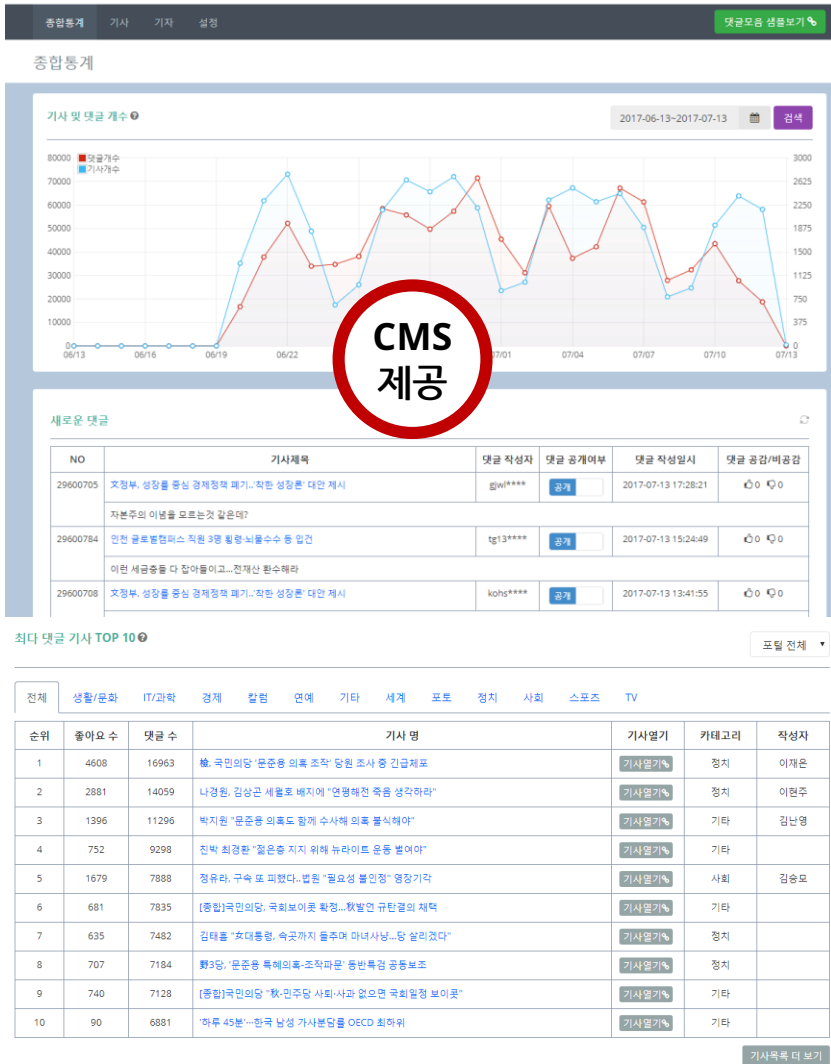 종합통계 기사 기자 설정 댓글모음 샘플보기
종합통계
기사 및 댓글 개수 2017-06-13~2017-07-13 검색
댓글개수
기사개수
80000 3000
70000 2625
60000 2250
50000 1875
40000 1500
30000 1125
20000 750
10000 375
0 0
06/13 06/16 06/19 06/22 07/01 07/04 07/07 07/10 07/13
CMS
제공
새로운 댓글
NO 기사제목 댓글 작성자 댓글 공개여부 댓글 작성일시 댓글 공감/비공감
29600705 文정부, 성장률 중심 경제정책 폐기..'착한 성장론' 대안 제시 gjwl**** 공개 2017-07-13 17:28:21 0 0
자본주의 이념을 모르는것 같은데?
29600784 인천 글로벌캠퍼스 직원 3명 횡령·뇌물수수 등 입건 tg13**** 공개 2017-07-13 15:24:49 0 0
이런 세금충들 다 잡아들이고...전재산 환수해라
29600708 文정부, 성장률 중심 경제정책 폐기..'착한 성장론' 대안 제시 kohs**** 공개 2017-07-13 13:41:55 0 0
최다 댓글 기사 TOP 10 포털 전체
전체 생활/문화 IT/과학 경제 칼럼 연예 기타 세계 포토 정치 사회 스포츠 TV
순위 좋아요 수 댓글 수 기사 명 기사열기 카테고리 작성자
1 4608 16963 檢, 국민의당 '문준용 의혹 조작' 당원 조사 중 긴급체포 기사열기 정치 이재은
2 2881 14059 나경원, 김상곤 세월호 배지에 "연평해전 죽음 생각하라" 기사열기 정치 이현주
3 1396 11296 박지원 "문준용 의혹도 함께 수사해 의혹 불식해야" 기사열기 기타 김난영
4 752 9298 친박 최경환 "젊은층 지지 위해 뉴라이트 운동 벌여야" 기사열기 기타
5 1679 7888 정유라, 구속 또 피했다..법원 "필요성 불인정" 영장기각 기사열기 사회 김승모
6 681 7835 [종합]국민의당, 국회보이콧 확정...秋발언 규탄결의 채택 기사열기 기타
7 635 7482 김태흠 "女대통령, 속곳까지 들추며 마녀사냥...당 살리겠다" 기사열기 정치
8 707 7184 野3당, '문준용 특혜의혹-조작파문' 동반특검 공동보조 기사열기 정치
9 740 7128 [종합]국민의당 "秋·민주당 사퇴·사과 없으면 국회일정 보이콧" 기사열기 기타
10 90 6881 '하루 45분'…한국 남성 가사분담률 OECD 최하위 기사열기 기타
기사목록 더 보기